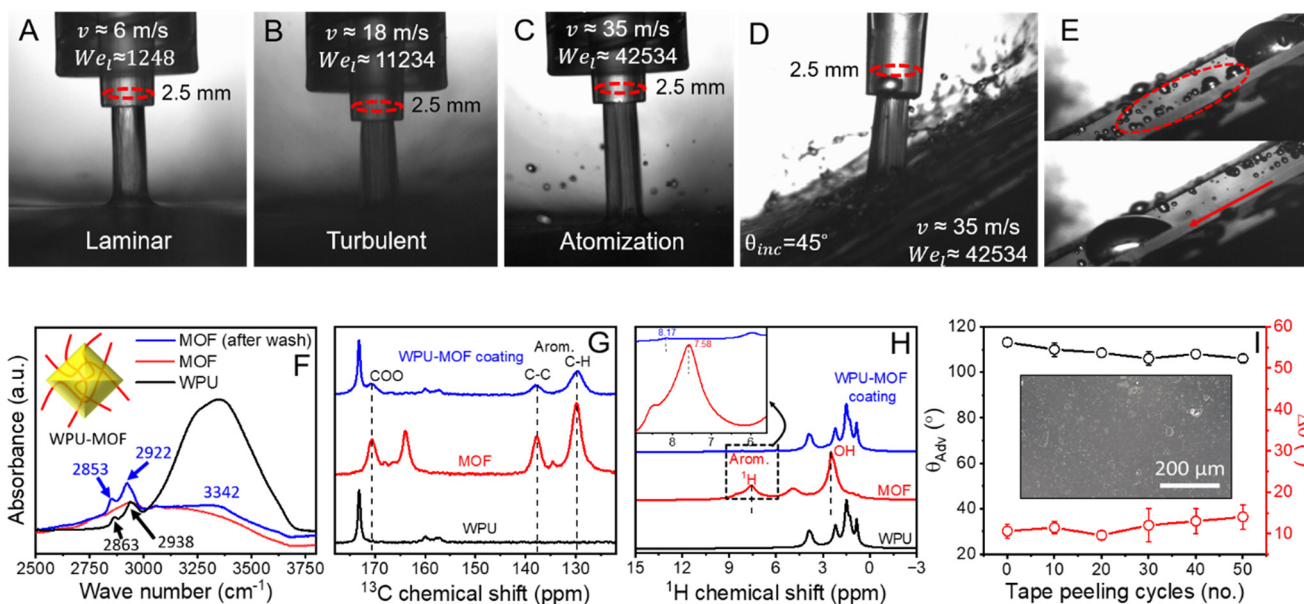 A
v ≈ 6 m/s
We_l≈1248
2.5 mm
Laminar
B
v ≈ 18 m/s
We_l≈ 11234
2.5 mm
Turbulent
C
v ≈ 35 m/s
We_l≈ 42534
2.5 mm
Atomization
D
2.5 mm
θ_inc=45°
v ≈ 35 m/s
We_l≈ 42534
E
F
MOF (after wash)
MOF
WPU
WPU-MOF
2853
2922
3342
2863
2938
Absorbance (a.u.)
2500 2750 3000 3250 3500 3750
Wave number (cm⁻¹)
G
WPU-MOF coating
Arom.
COO
C-C
C-H
MOF
WPU
170 160 150 140 130
¹³C chemical shift (ppm)
H
8.17
7.58
8 7 6
WPU-MOF
coating
Arom.
¹H
OH
MOF
WPU
15 12 9 6 3 0 −3
¹H chemical shift (ppm)
I
θ_Adv (°)
120
100
80
60
40
20
200 µm
60
50
40
30
20
10
0
0 10 20 30 40 50
Tape peeling cycles (no.)